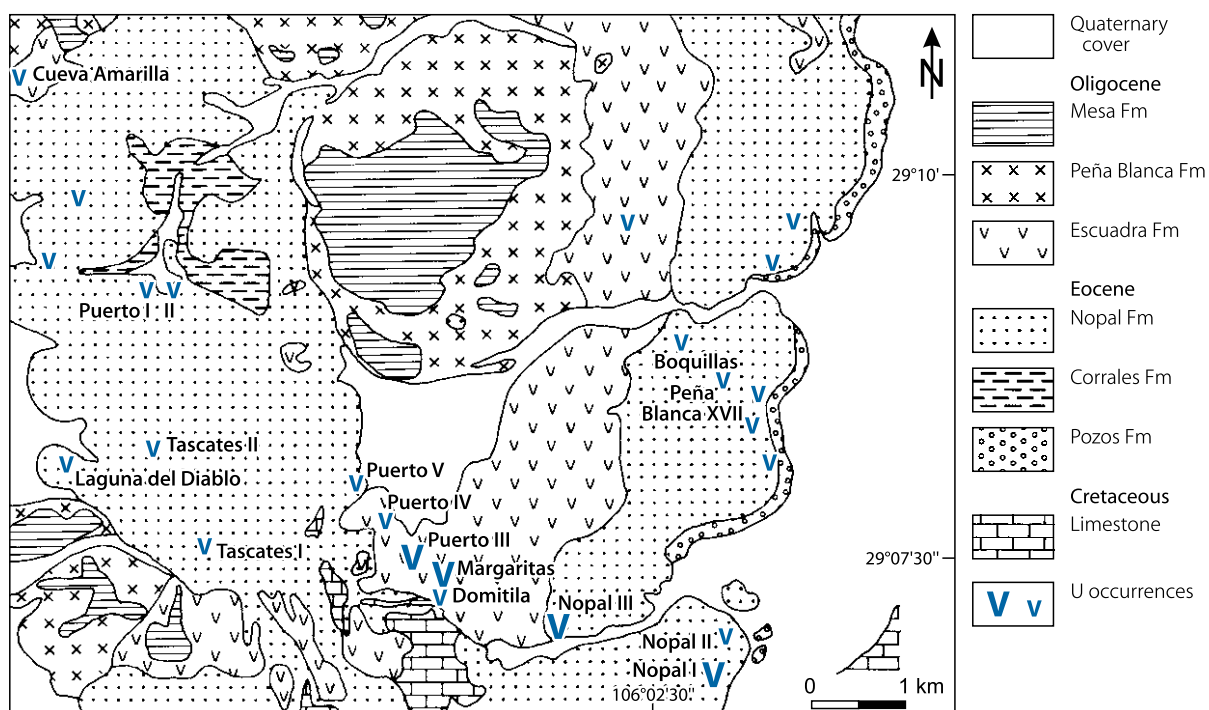 Cueva Amarilla
N
29°10'
Puerto I II
Boquillas
Peña
Blanca XVII
Tascates II
Laguna del Diablo
Puerto V
Puerto IV
Puerto III
Tascates I
Margaritas
Domitila
29°07'30"
Nopal III
Nopal II
Nopal I
106°02'30"
0 1 km
Quaternary
cover
Oligocene
Mesa Fm
Peña Blanca Fm
Escuadra Fm
Eocene
Nopal Fm
Corrales Fm
Pozos Fm
Cretaceous
Limestone
U occurrences